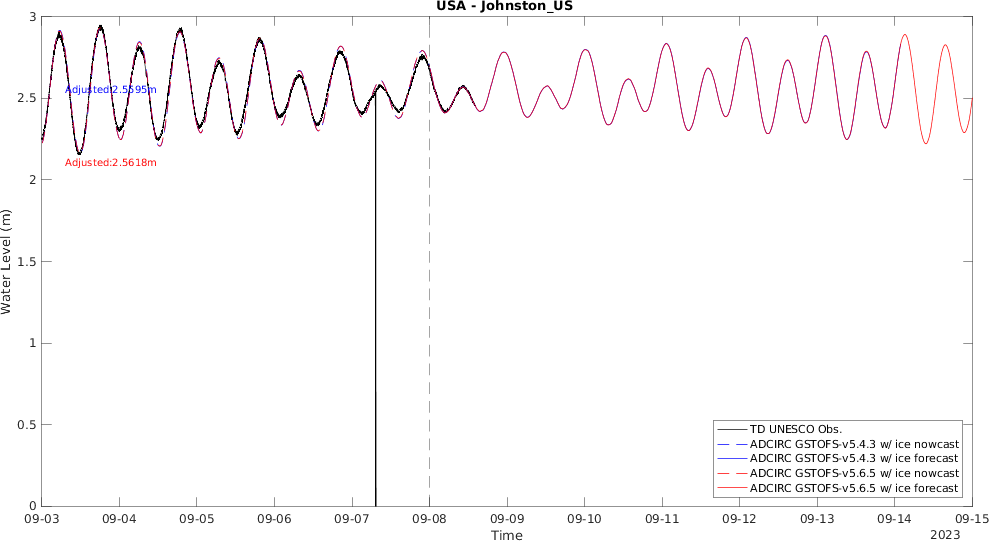 USA - Johnston_US
3
2.5
2
1.5
1
0.5
0
Water Level (m)
Adjusted:2.5595m
Adjusted:2.5618m
TD UNESCO Obs.
ADCIRC GSTOFS-v5.4.3 w/ ice nowcast
ADCIRC GSTOFS-v5.4.3 w/ ice forecast
ADCIRC GSTOFS-v5.6.5 w/ ice nowcast
ADCIRC GSTOFS-v5.6.5 w/ ice forecast
09-03 09-04 09-05 09-06 09-07 09-08 09-09 09-10 09-11 09-12 09-13 09-14 09-15
Time
2023